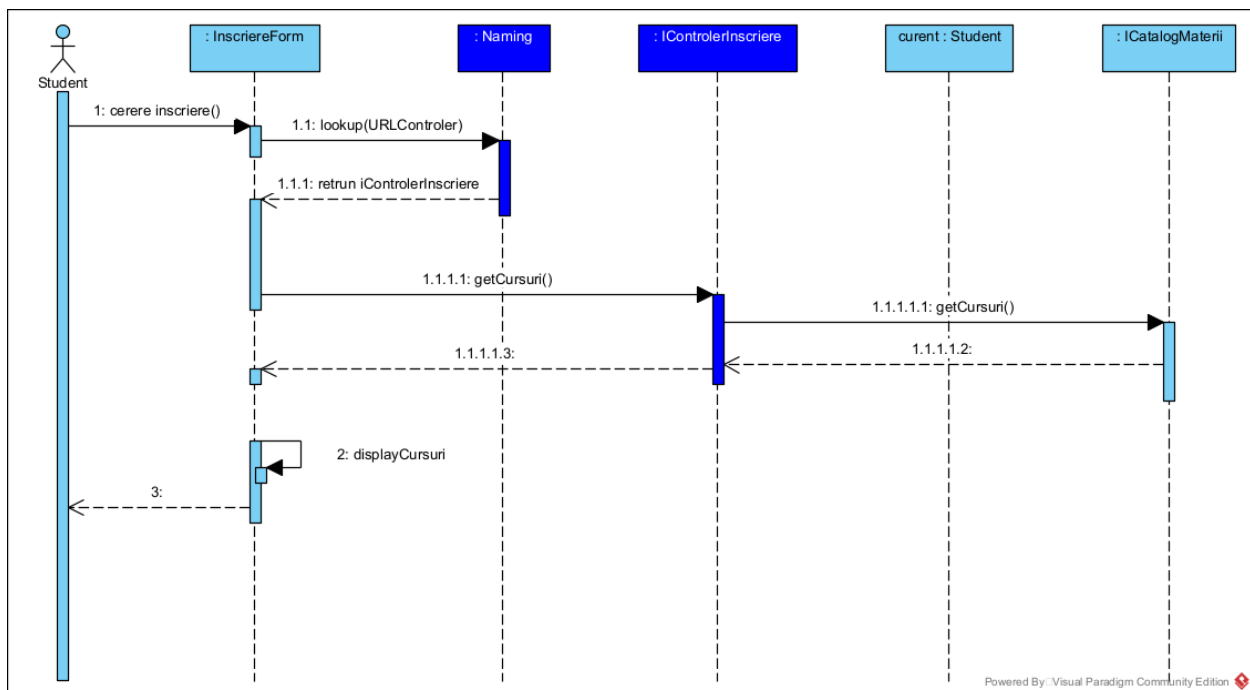 : InscriereForm
: Naming
: IControlerInscriere
curent : Student
: ICatalogMaterii
Student
1: cerere inscriere()
1.1: lookup(URLControler)
1.1.1: retrun iControlerInscriere
1.1.1.1: getCursuri()
1.1.1.1.1: getCursuri()
1.1.1.1.2:
1.1.1.1.3:
2: displayCursuri
3:
Powered By Visual Paradigm Community Edition